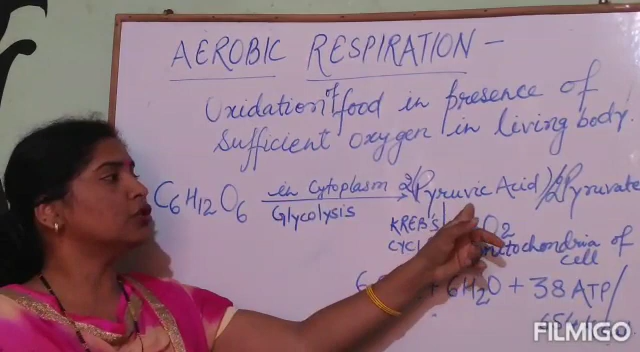 AEROBIC RESPIRATION –
Oxidation of food in presence of
sufficient oxygen in living body.
C6H12O6 in Cytoplasm Glycolysis → 2(Pyruvic Acid)/2 Pyruvate
KREB'S O2
mitochondria of
cell
+ 6H2O + 38 ATP/
FILMIGO